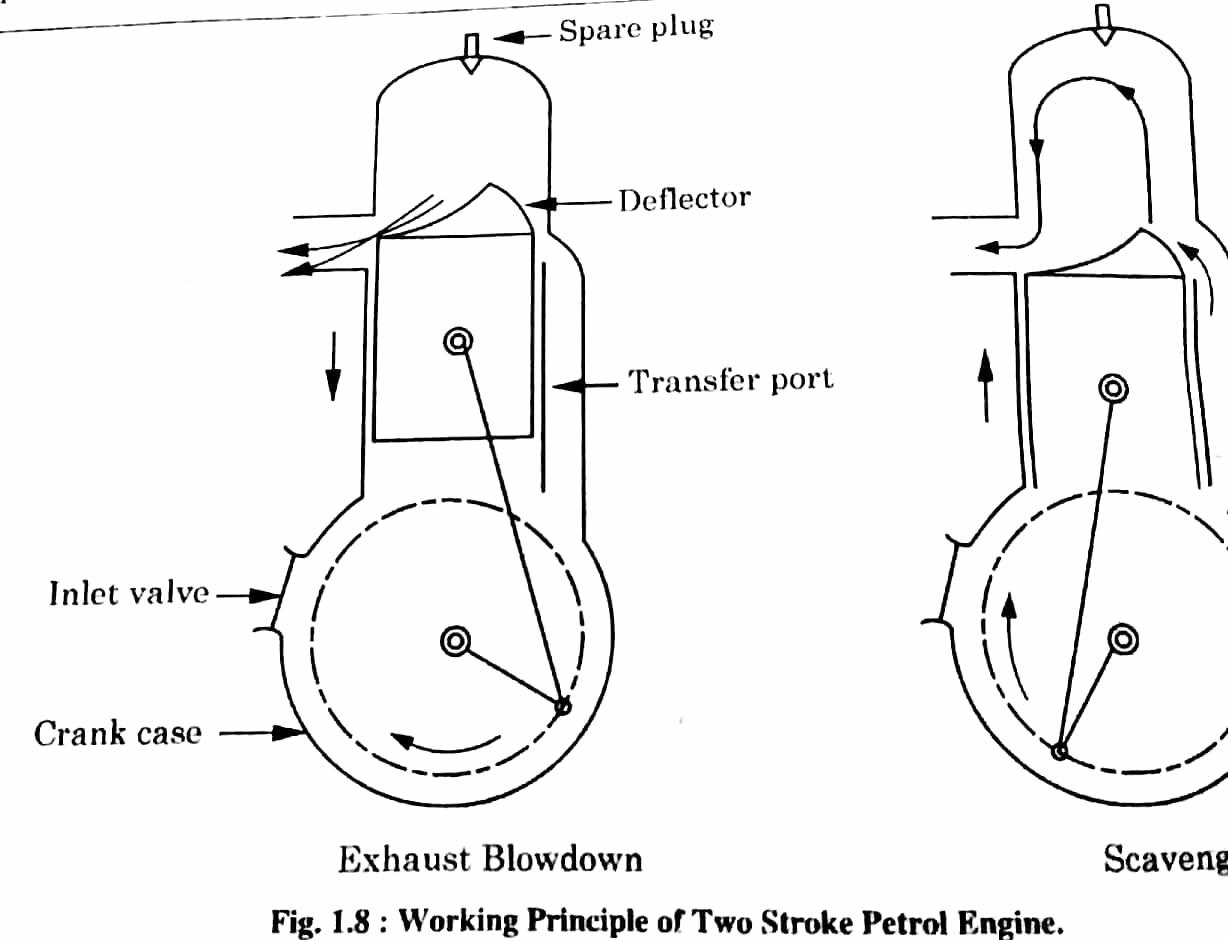 Spare plug
Deflector
Transfer port
Inlet valve
Crank case
Exhaust Blowdown
Scaveng
Fig. 1.8 : Working Principle of Two Stroke Petrol Engine.